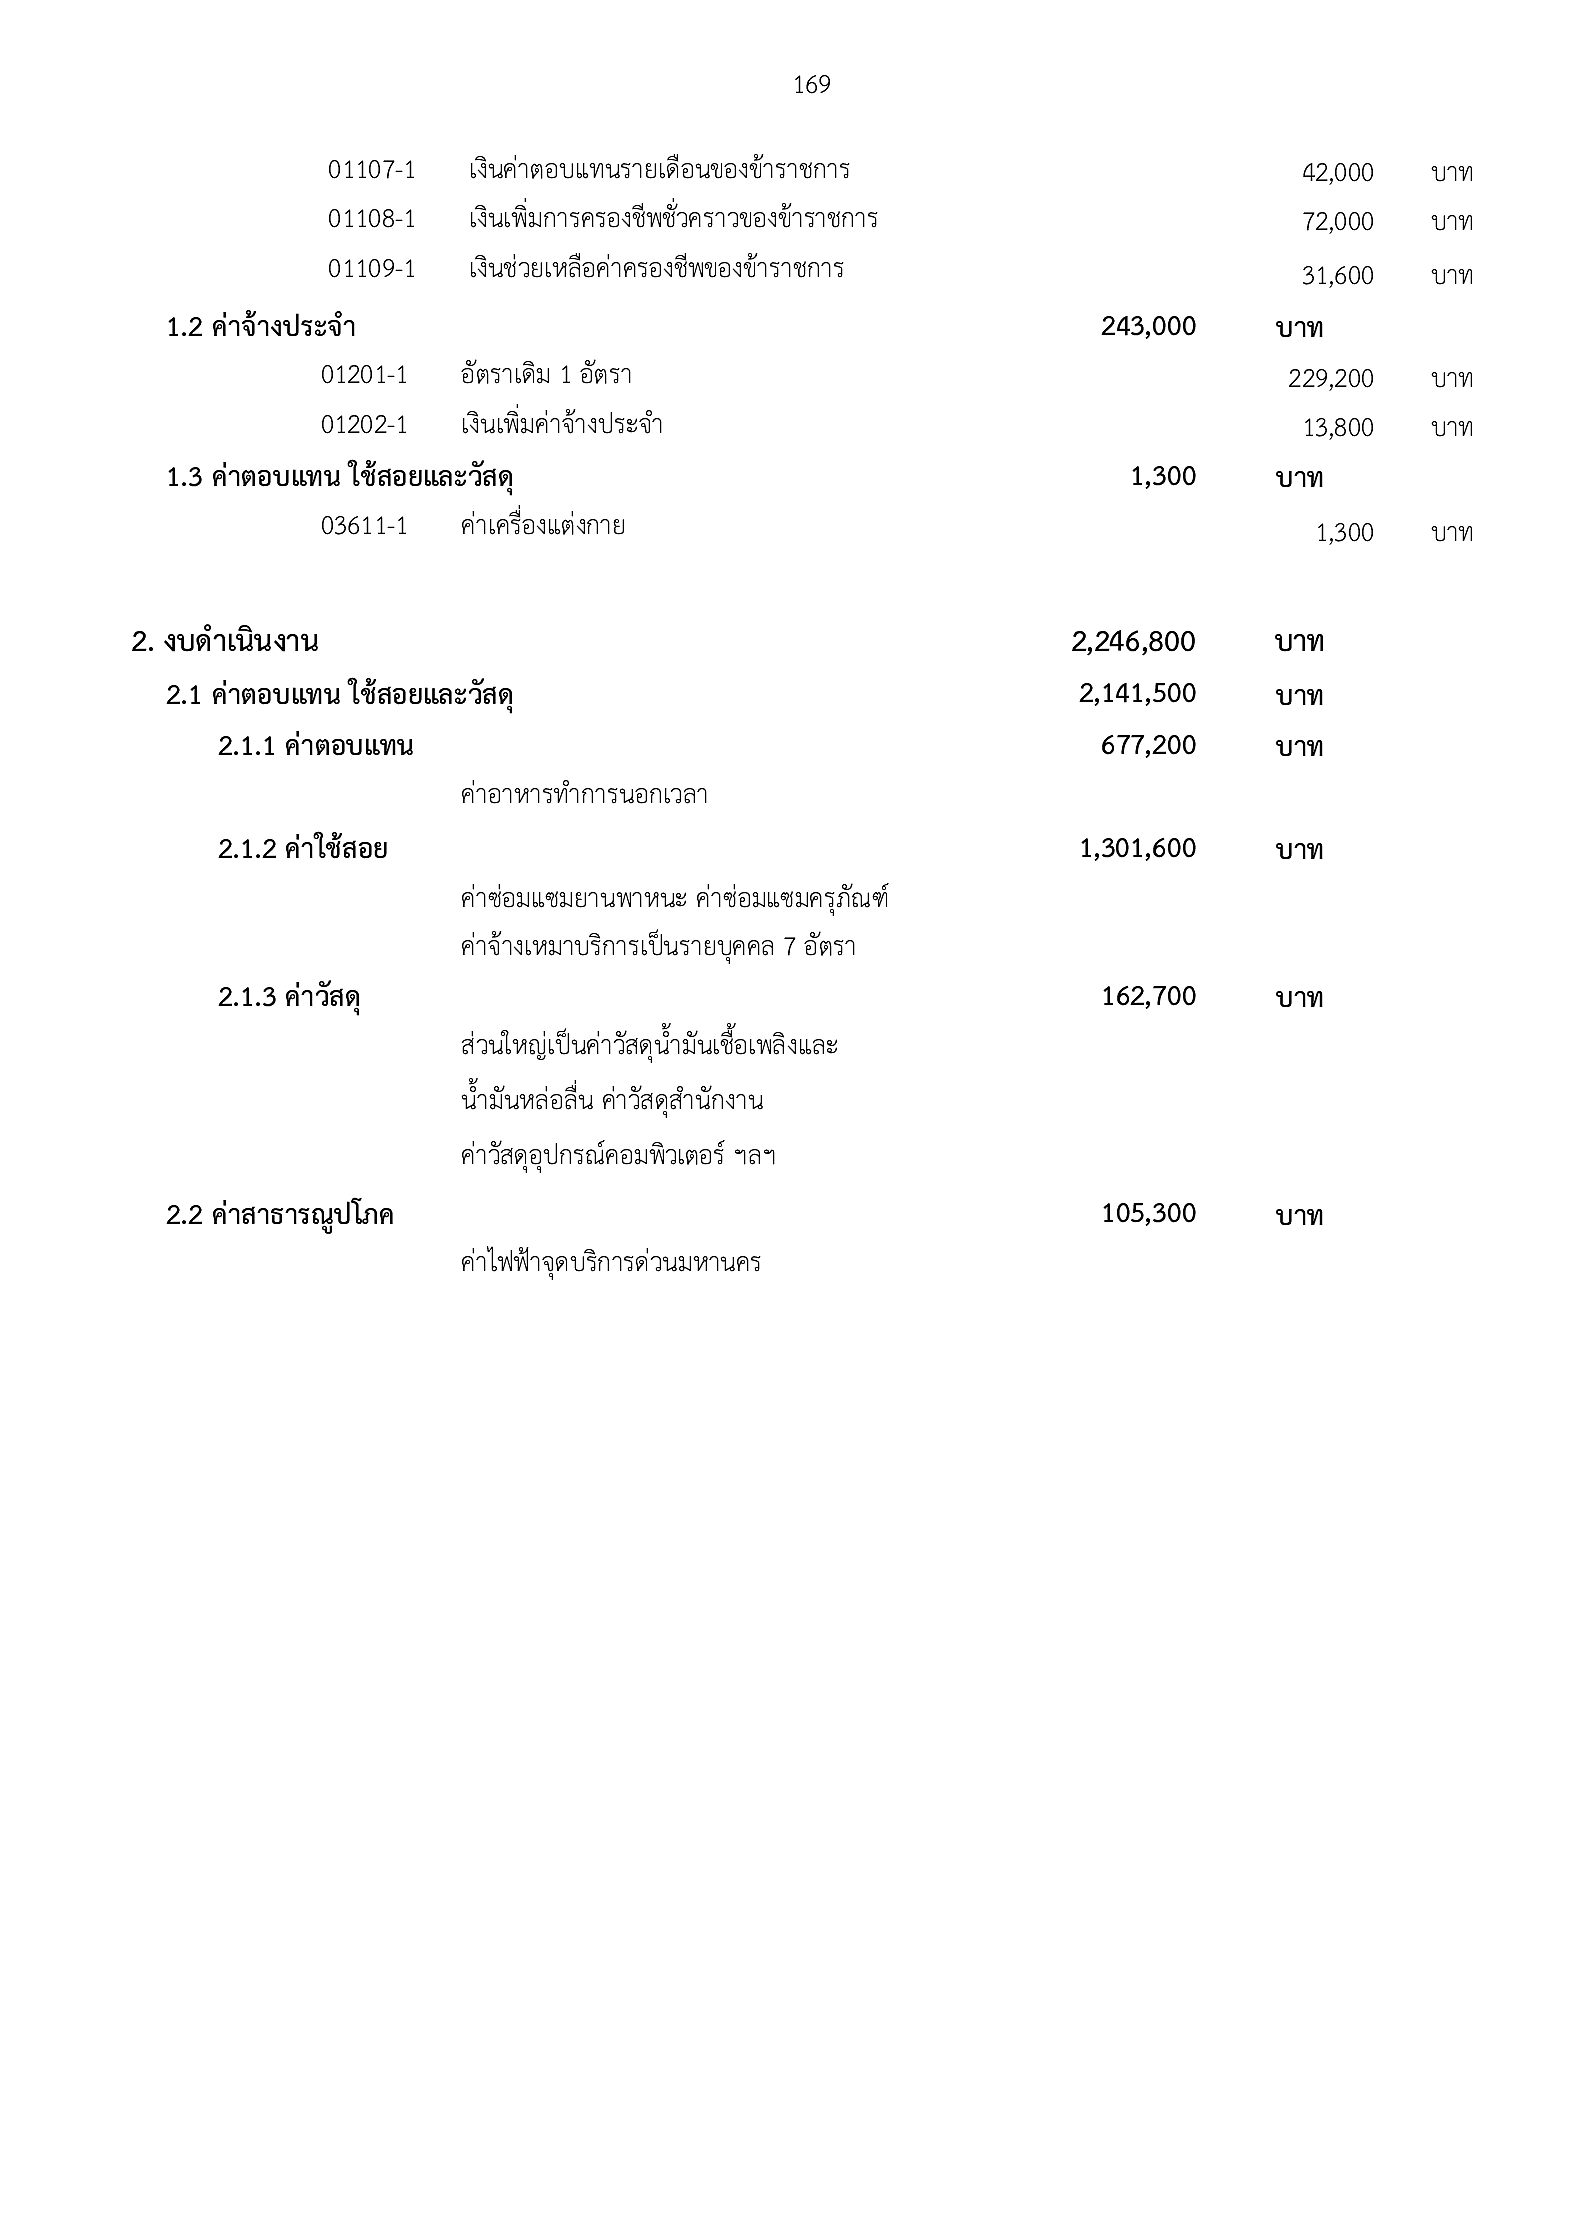 169
01107-1 เงินค่าตอบแทนรายเดือนของข้าราชการ 42,000 บาท
01108-1 เงินเพิ่มการครองชีพชั่วคราวของข้าราชการ 72,000 บาท
01109-1 เงินช่วยเหลือค่าครองชีพของข้าราชการ 31,600 บาท
1.2 ค่าจ้างประจำ 243,000 บาท
01201-1 อัตราเดิม 1 อัตรา 229,200 บาท
01202-1 เงินเพิ่มค่าจ้างประจำ 13,800 บาท
1.3 ค่าตอบแทน ใช้สอยและวัสดุ 1,300 บาท
03611-1 ค่าเครื่องแต่งกาย 1,300 บาท
2. งบดำเนินงาน 2,246,800 บาท
2.1 ค่าตอบแทน ใช้สอยและวัสดุ 2,141,500 บาท
2.1.1 ค่าตอบแทน 677,200 บาท
ค่าอาหารทำการนอกเวลา
2.1.2 ค่าใช้สอย 1,301,600 บาท
ค่าซ่อมแซมยานพาหนะ ค่าซ่อมแซมครุภัณฑ์
ค่าจ้างเหมาบริการเป็นรายบุคคล 7 อัตรา
2.1.3 ค่าวัสดุ 162,700 บาท
ส่วนใหญ่เป็นค่าวัสดุน้ำมันเชื้อเพลิงและ
น้ำมันหล่อลื่น ค่าวัสดุสำนักงาน
ค่าวัสดุอุปกรณ์คอมพิวเตอร์ ฯลฯ
2.2 ค่าสาธารณูปโภค 105,300 บาท
ค่าไฟฟ้าจุดบริการด่วนมหานคร